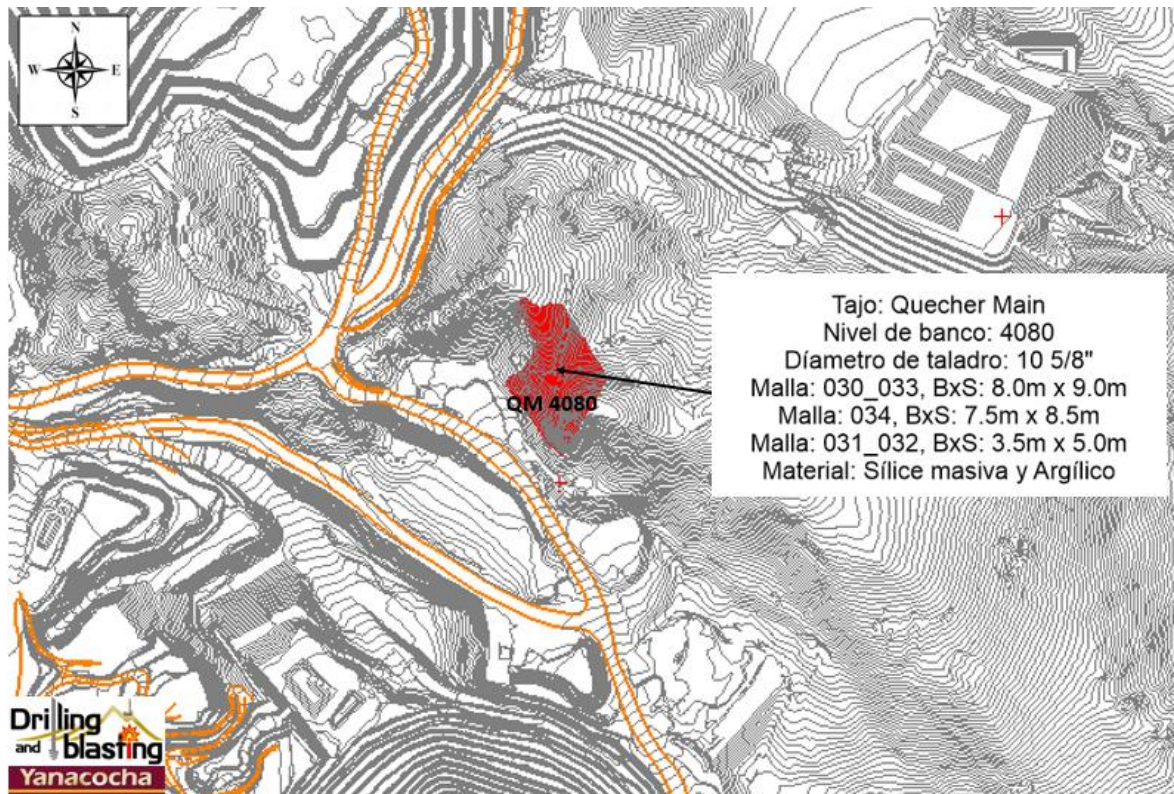 N
W E
S
Tajo: Quecher Main
Nivel de banco: 4080
Díametro de taladro: 10 5/8"
Malla: 030_033, BxS: 8.0m x 9.0m
Malla: 034, BxS: 7.5m x 8.5m
Malla: 031_032, BxS: 3.5m x 5.0m
Material: Sílice masiva y Argílico
QM 4080
Drilling
and blasting
Yanacocha